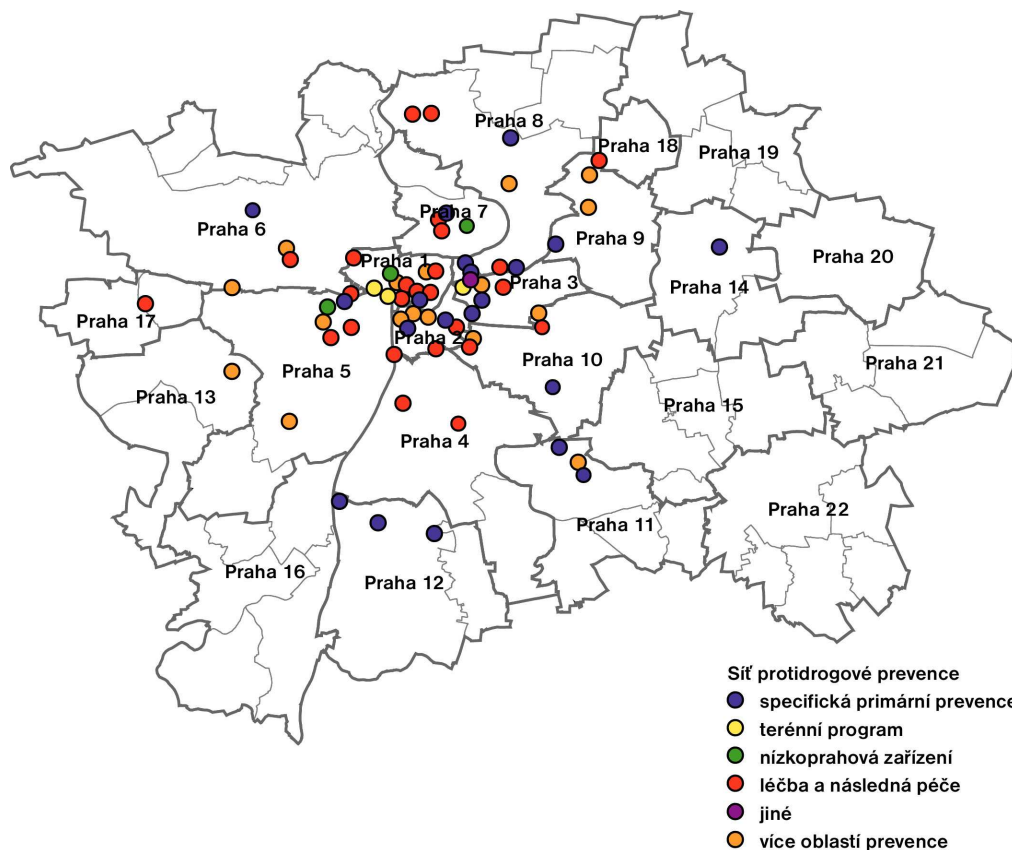 Praha 8
Praha 18
Praha 19
Praha 7
Praha 6
Praha 9
Praha 1
Praha 20
Praha 3
Praha 14
Praha 17
Praha 2
Praha 10
Praha 5
Praha 21
Praha 13
Praha 15
Praha 4
Praha 22
Praha 11
Praha 16
Praha 12
Síť protidrogové prevence
specifická primární prevence
terénní program
nízkoprahová zařízení
léčba a následná péče
jiné
více oblastí prevence